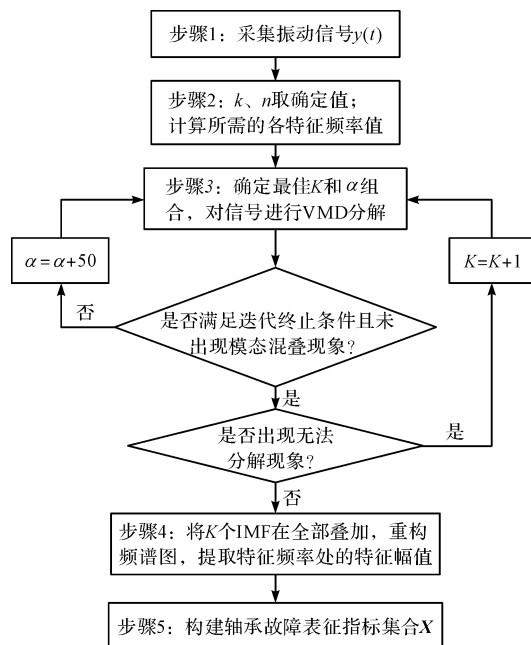 步骤1：采集振动信号y(t)
步骤2：k、n取确定值；
计算所需的各特征频率值
步骤3：确定最佳K和α组
合，对信号进行VMD分解
α=α+50
K=K+1
否
是否满足迭代终止条件且未
出现模态混叠现象？
是
是否出现无法
分解现象？
是
否
步骤4：将K个IMF在全部叠加，重构
频谱图，提取特征频率处的特征幅值
步骤5：构建轴承故障表征指标集合X